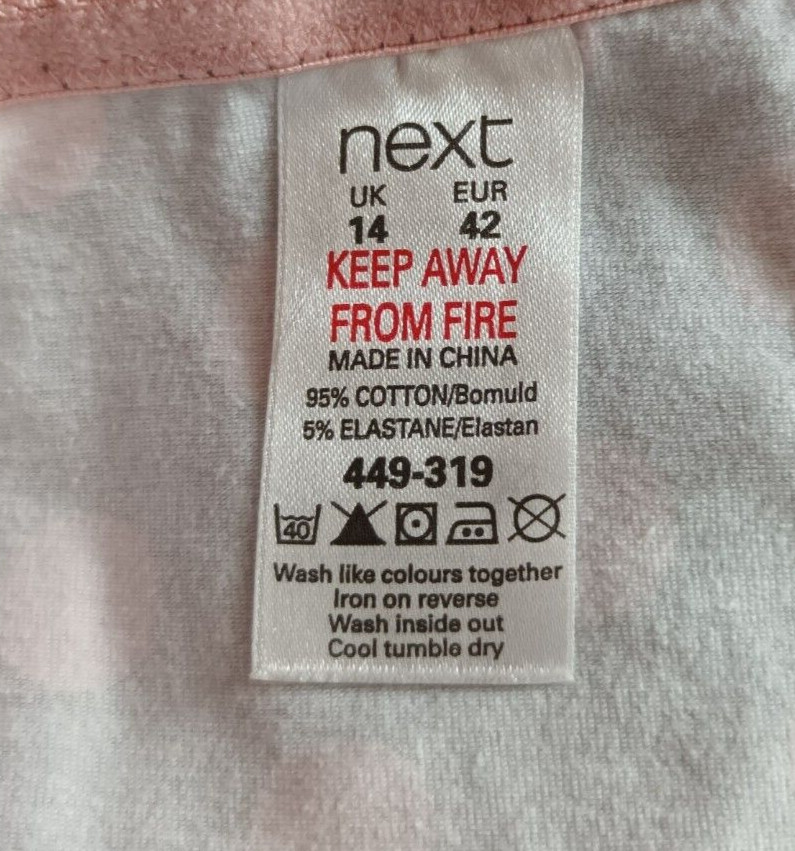 next
UK EUR
14 42
KEEP AWAY
FROM FIRE
MADE IN CHINA
95% COTTON/Bomuld
5% ELASTANE/Elastan
449-319
40
Wash like colours together
Iron on reverse
Wash inside out
Cool tumble dry